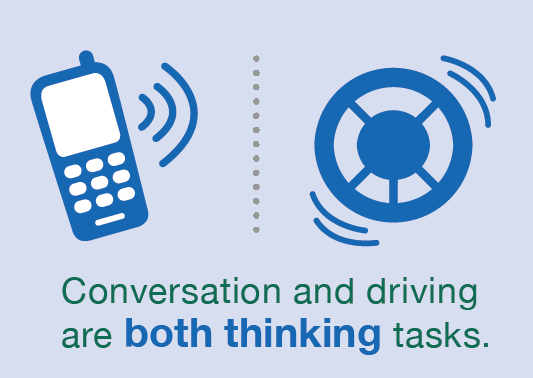 Conversation and driving
are both thinking tasks.